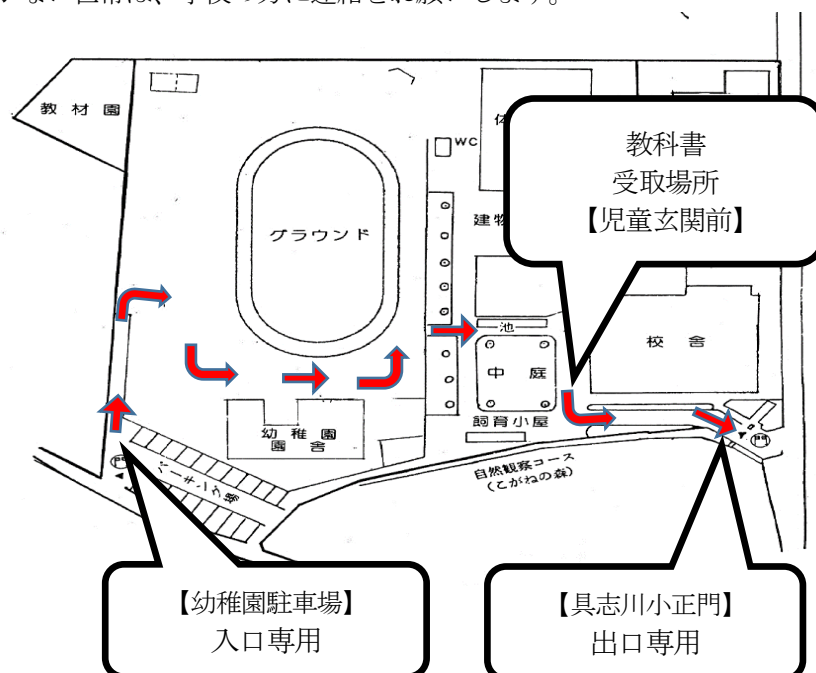 教材園
WC
教科書
受取場所
【児童玄関前】
グラウンド
池
校舎
中庭
飼育小屋
幼稚園
園舎
自然観察コース
(こがねの森)
パーキング場
門
門
【幼稚園駐車場】
入口専用
【具志川小正門】
出口専用